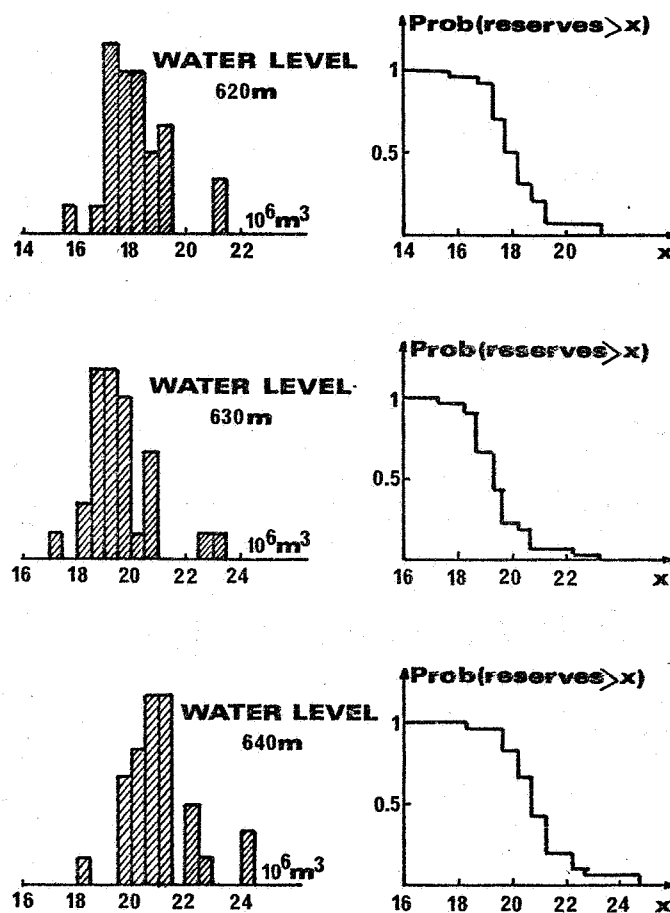 WATER LEVEL
620m
10⁶m³
14 16 18 20 22
Prob(reserves>x)
1
0.5
14 16 18 20 x
WATER LEVEL
630m
10⁶m³
16 18 20 22 24
Prob(reserves>x)
1
0.5
16 18 20 22 x
WATER LEVEL
640m
10⁶m³
16 18 20 22 24
Prob(reserves>x)
1
0.5
16 18 20 22 24 x